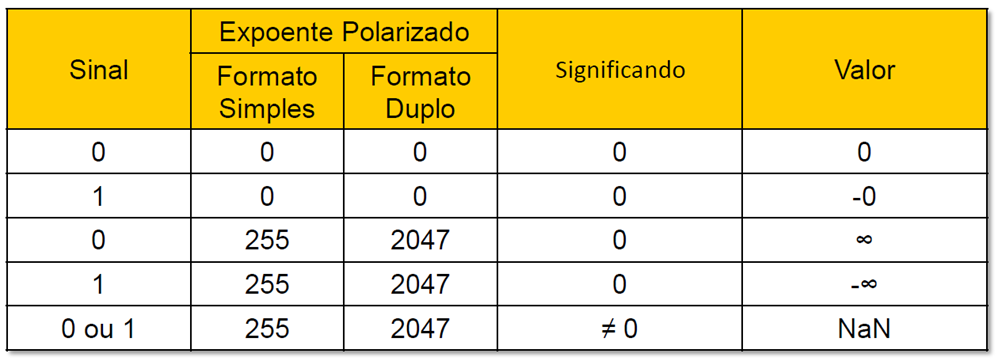 Sinal
Expoente Polarizado
Formato
Simples
Formato
Duplo
Significando
Valor
0 0 0 0 0
1 0 0 0 -0
0 255 2047 0 ∞
1 255 2047 0 -∞
0 ou 1 255 2047 ≠ 0 NaN